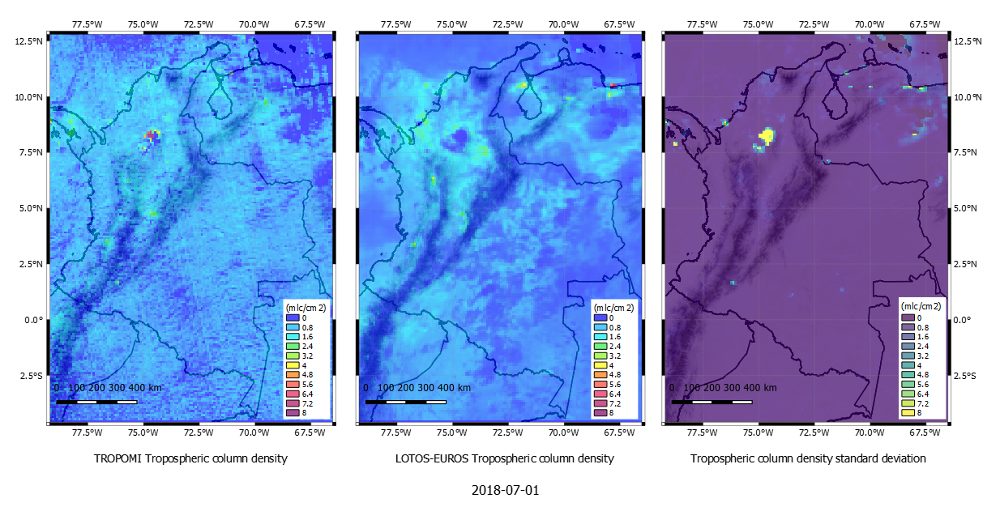 77.5°W 75.0°W 72.5°W 70.0°W 77.5°W 75.0°W 72.5°W 70.0°W 67.5°W 77.5°W 75.0°W 72.5°W 70.0°W 67.5°W
12.5°N 12.5°N
10.0°N 10.0°N
7.5°N 7.5°N
5.0°N 5.0°N
2.5°N 2.5°N
0.0° 0.0°
2.5°S 2.5°S
(mlc/cm2)
0
0.8
1.6
2.4
3.2
4
4.8
5.6
6.4
7.2
8
0 100 200 300 400 km
(mlc/cm2)
0
0.8
1.6
2.4
3.2
4
4.8
5.6
6.4
7.2
8
0 100 200 300 400 km
(mlc/cm2)
0
0.8
1.6
2.4
3.2
4
4.8
5.6
6.4
7.2
8
0 100 200 300 400 km
77.5°W 75.0°W 72.5°W 70.0°W 77.5°W 75.0°W 72.5°W 70.0°W 67.5°W 77.5°W 75.0°W 72.5°W 70.0°W 67.5°W
TROPOMI Tropospheric column density
LOTOS-EUROS Tropospheric column density
Tropospheric column density standard deviation
2018-07-01